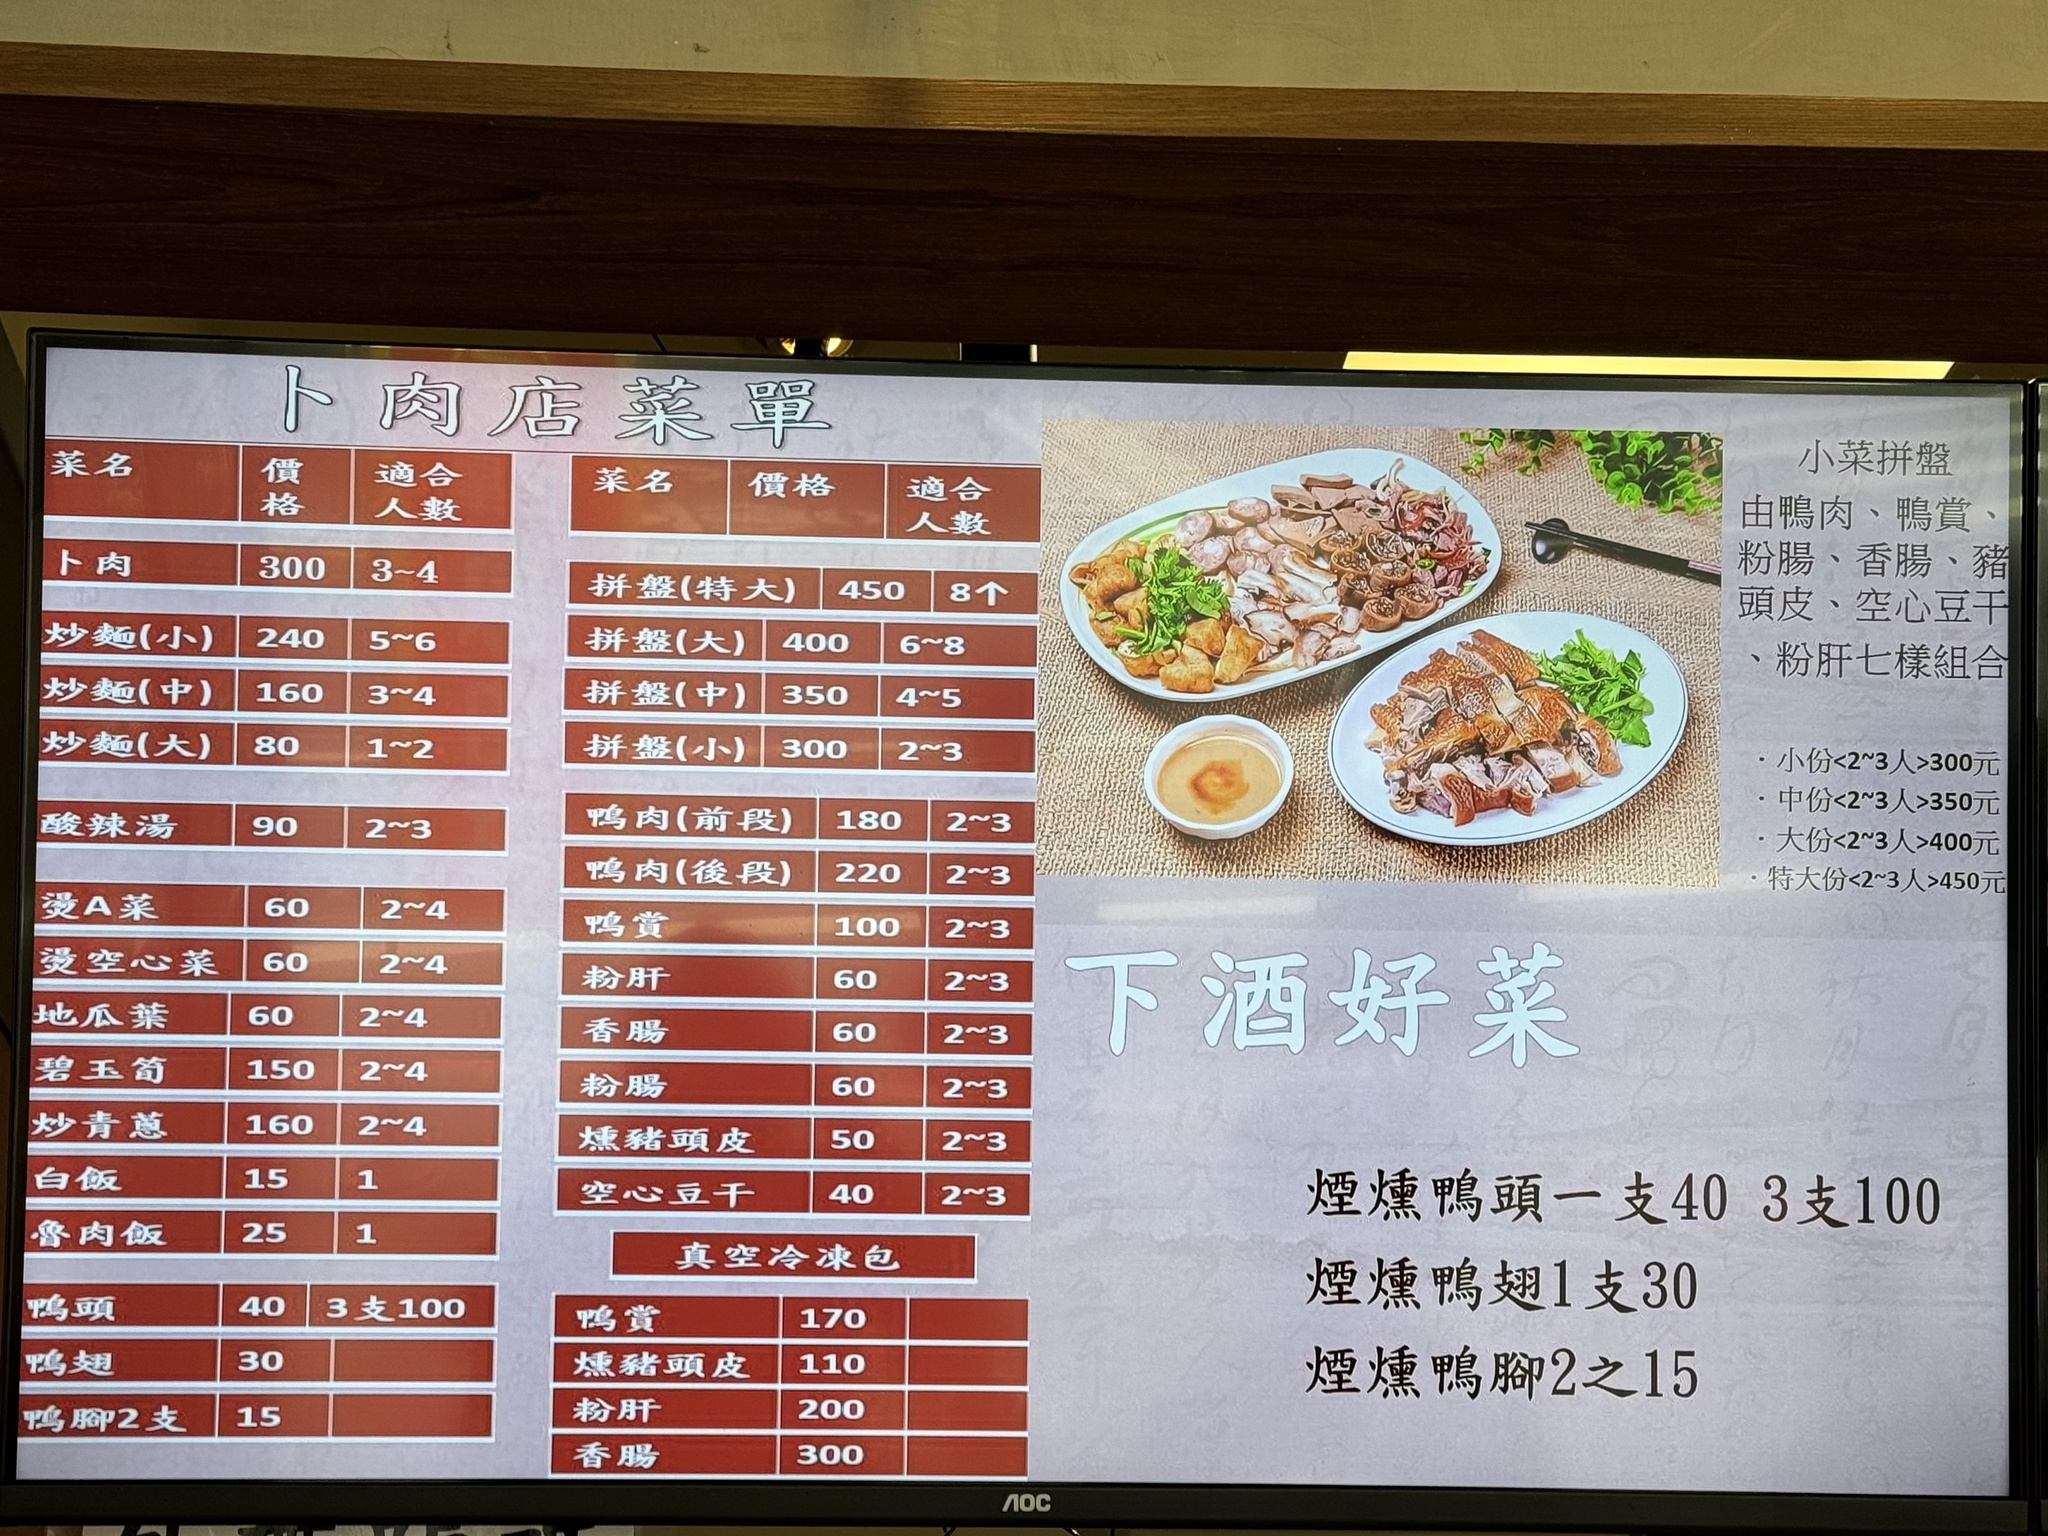 卜肉店菜單
菜名 價格 適合人數
卜肉 300 3~4
炒麵(小) 240 5~6
炒麵(中) 160 3~4
炒麵(大) 80 1~2
酸辣湯 90 2~3
燙A菜 60 2~4
燙空心菜 60 2~4
地瓜葉 60 2~4
碧玉筍 150 2~4
炒青蔥 160 2~4
白飯 15 1
魯肉飯 25 1
鴨頭 40 3支100
鴨翅 30
鴨腳2支 15
菜名 價格 適合人數
拼盤(特大) 450 8个
拼盤(大) 400 6~8
拼盤(中) 350 4~5
拼盤(小) 300 2~3
鴨肉(前段) 180 2~3
鴨肉(後段) 220 2~3
鴨賞 100 2~3
粉肝 60 2~3
香腸 60 2~3
粉腸 60 2~3
燻豬頭皮 50 2~3
空心豆干 40 2~3
真空冷凍包
鴨賞 170
燻豬頭皮 110
粉肝 200
香腸 300
小菜拼盤
由鴨肉、鴨賞、
粉腸、香腸、豬
頭皮、空心豆干
、粉肝七樣組合
·小份<2~3人>300元
·中份<2~3人>350元
·大份<2~3人>400元
·特大份<2~3人>450元
下酒好菜
煙燻鴨頭一支40 3支100
煙燻鴨翅1支30
煙燻鴨腳2之15
AOC